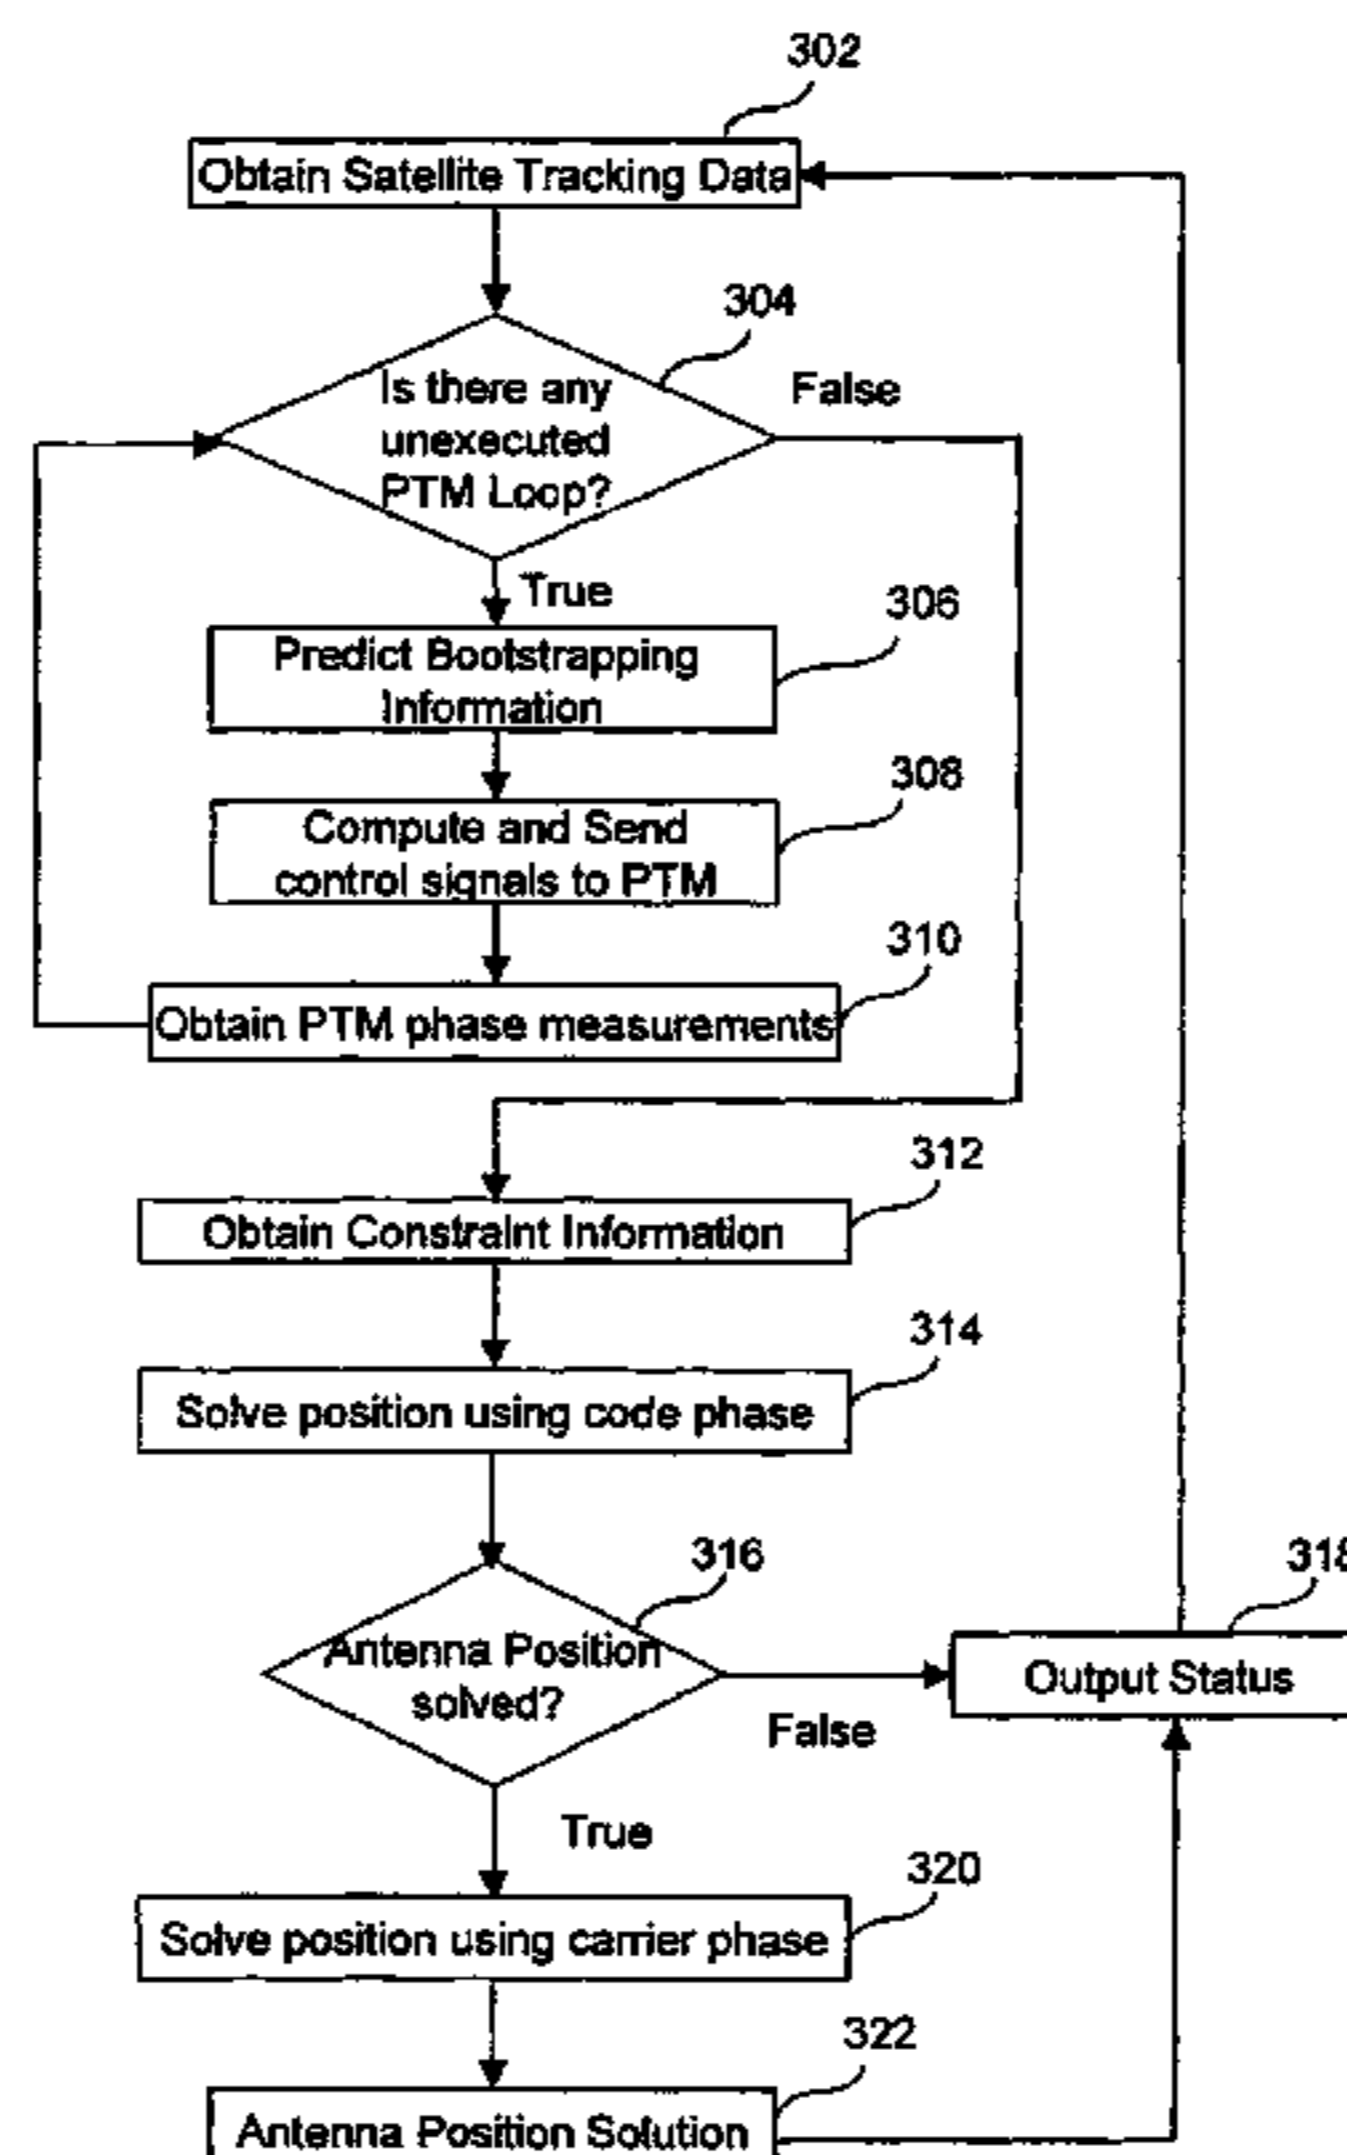 302
Obtain Satellite Tracking Data
304
Is there any
unexecuted
PTM Loop?
False
True
306
Predict Bootstrapping
Information
308
Compute and Send
control signals to PTM
310
Obtain PTM phase measurements
312
Obtain Constraint Information
314
Solve position using code phase
316
Antenna Position
solved?
False
318
Output Status
True
320
Solve position using carrier phase
322
Antenna Position Solution